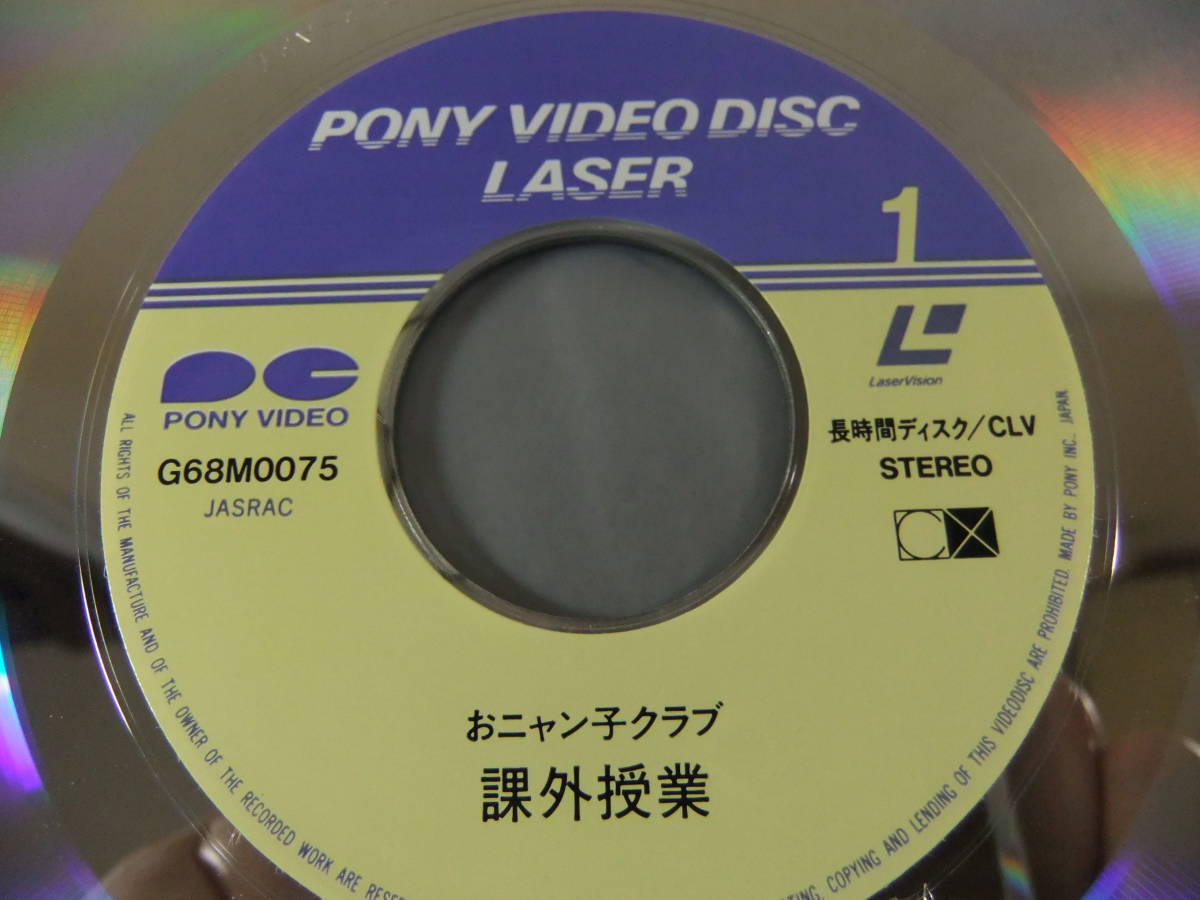 PONY VIDEO DISC
LASER
1
PONY VIDEO
G68M0075
JASRAC
LaserVision
長時間ディスク/CLV
STEREO
CX
おニャン子クラブ
課外授業
ALL RIGHTS OF THE MANUFACTURE AND OF THE OWNER OF THE RECORDED WORK ARE
COPYING AND LENDING OF THIS VIDEODISC ARE PROHIBITED. MADE BY PONY INC., JAPAN